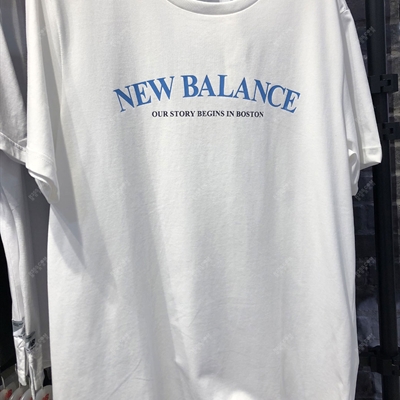 NEW BALANCE
OUR STORY BEGINS IN BOSTON